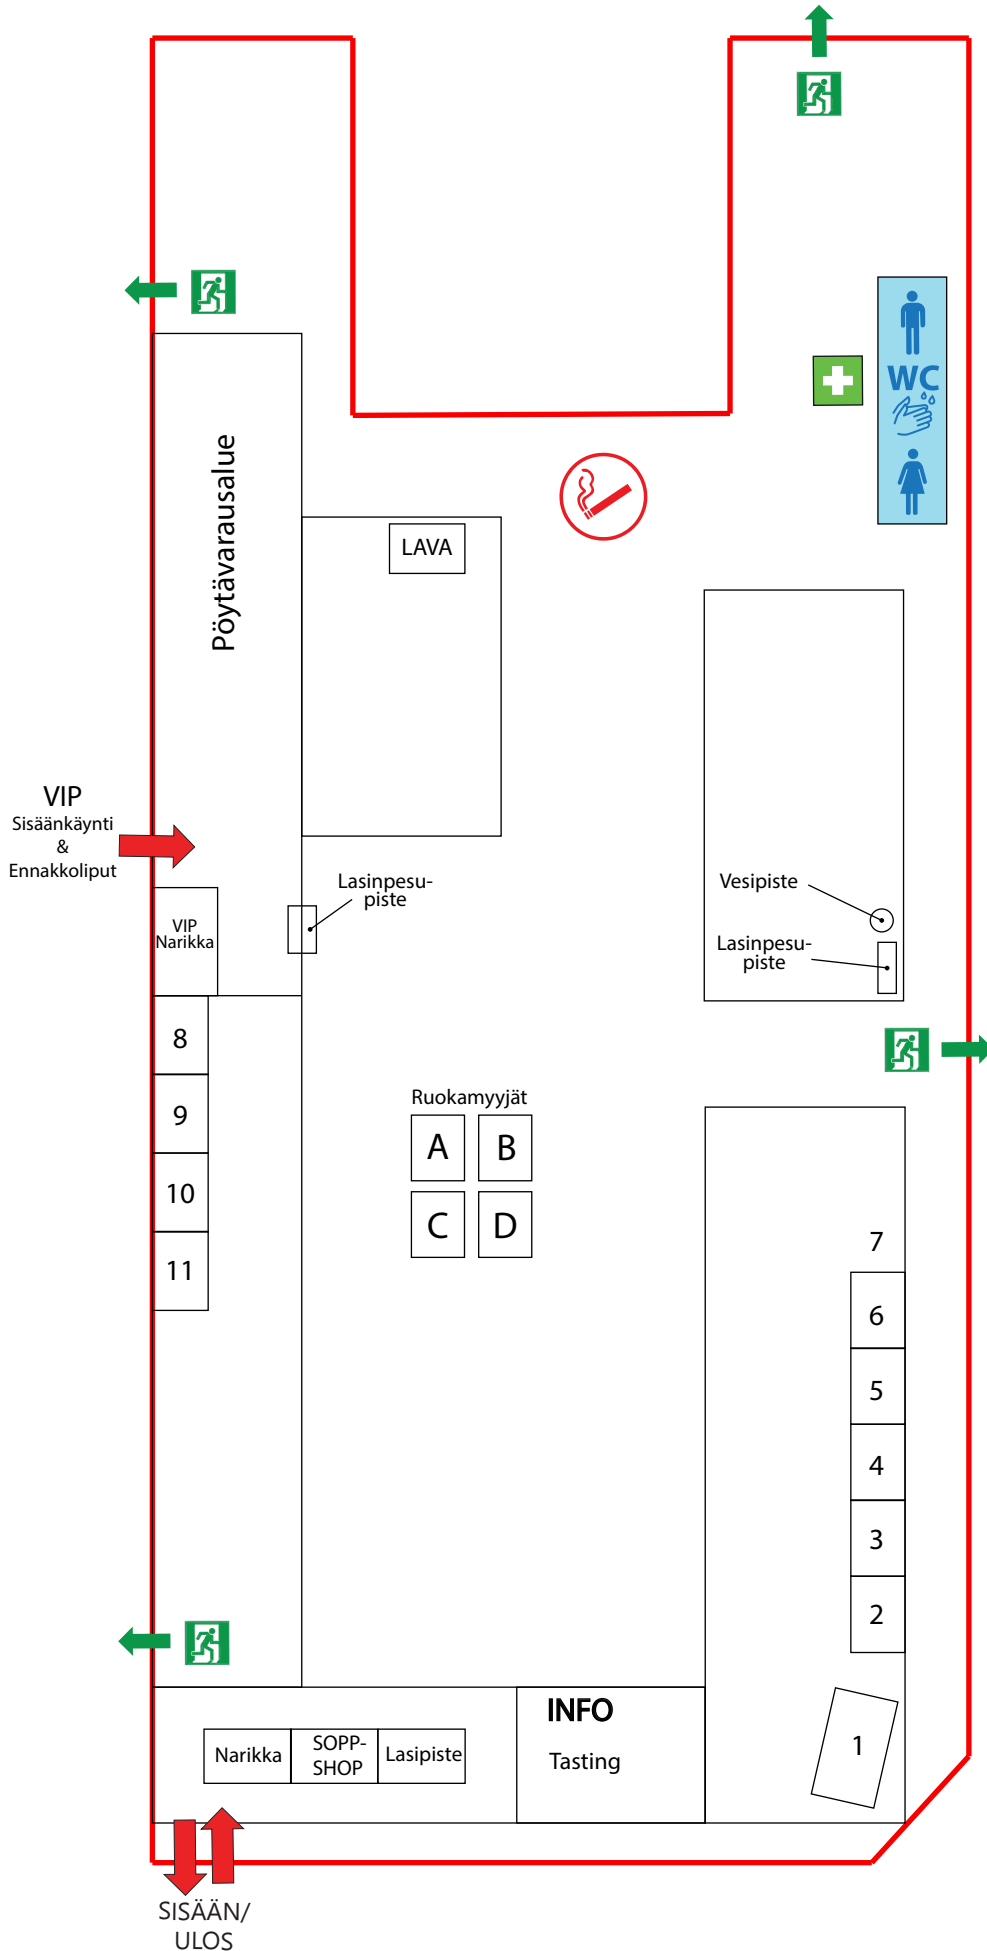 WC
Pöytävarausalue
LAVA
VIP
Sisäänkäynti
&
Ennakkoliput
VIP
Narikka
Lasinpesu-
piste
Vesipiste
Lasinpesu-
piste
8
9
10
11
Ruokamyyjät
A B
C D
7
6
5
4
3
2
1
INFO
Tasting
Narikka
SOPP-
SHOP
Lasipiste
SISÄÄN/
ULOS